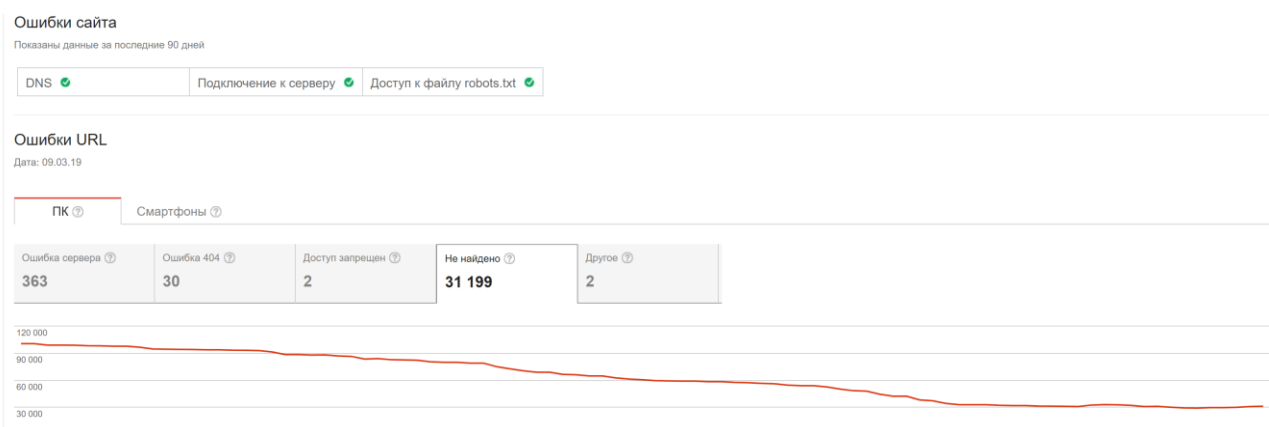 Ошибки сайта
Показаны данные за последние 90 дней
DNS Подключение к серверу Доступ к файлу robots.txt
Ошибки URL
Дата: 09.03.19
ПК ? Смартфоны ?
Ошибка сервера ? Ошибка 404 ? Доступ запрещен ? Не найдено ? Другое ?
363 30 2 31 199 2
120 000
90 000
60 000
30 000